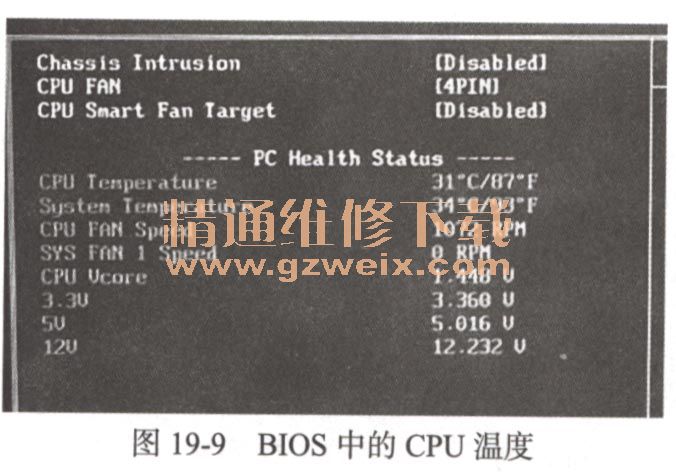 Chassis Intrusion [Disabled]
CPU FAN [4PIN]
CPU Smart Fan Target [Disabled]
----- PC Health Status -----
CPU Temperature 31°C/87°F
System Temperature
CPU FAN Speed RPM
SYS FAN 1 Speed 0 RPM
CPU Vcore 1.448 V
3.3V 3.360 V
5V 5.016 V
12V 12.232 V
精通维修下载
www.gzweix.com
图 19-9 BIOS 中的 CPU 温度